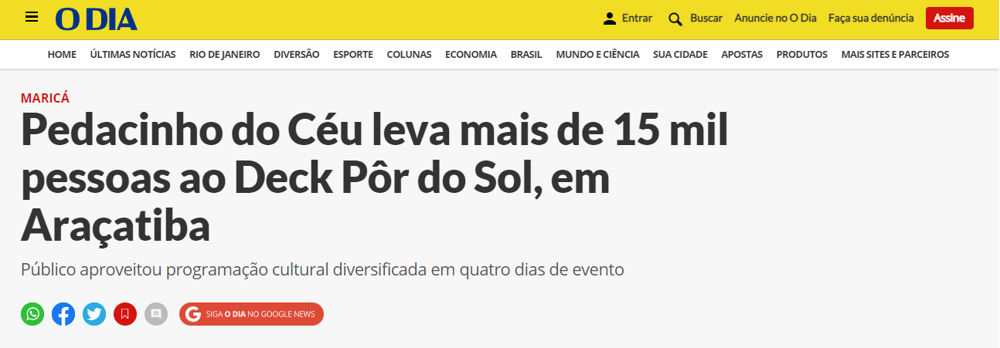 O DIA
Entrar Buscar Anuncie no O Dia Faça sua denúncia Assine
HOME ÚLTIMAS NOTÍCIAS RIO DE JANEIRO DIVERSÃO ESPORTE COLUNAS ECONOMIA BRASIL MUNDO E CIÊNCIA SUA CIDADE APOSTAS PRODUTOS MAIS SITES E PARCEIROS
MARICÁ
Pedacinho do Céu leva mais de 15 mil
pessoas ao Deck Pôr do Sol, em
Araçatiba
Público aproveitou programação cultural diversificada em quatro dias de evento
SIGA O DIA NO GOOGLE NEWS